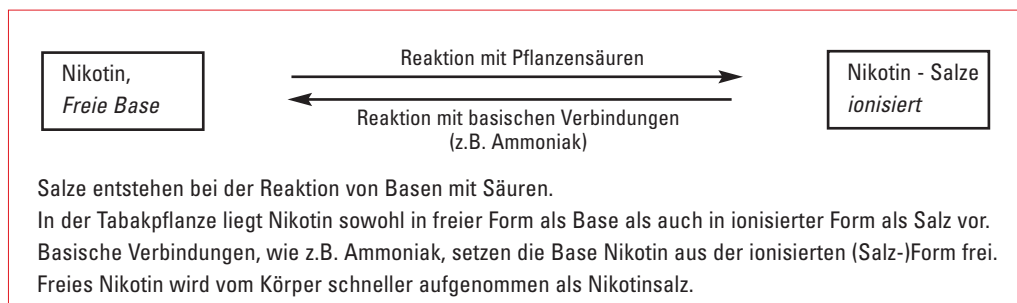 Nikotin,
Freie Base
Reaktion mit Pflanzensäuren
Reaktion mit basischen Verbindungen
(z.B. Ammoniak)
Nikotin - Salze
ionisiert
Salze entstehen bei der Reaktion von Basen mit Säuren.
In der Tabakpflanze liegt Nikotin sowohl in freier Form als Base als auch in ionisierter Form als Salz vor.
Basische Verbindungen, wie z.B. Ammoniak, setzen die Base Nikotin aus der ionisierten (Salz-)Form frei.
Freies Nikotin wird vom Körper schneller aufgenommen als Nikotinsalz.